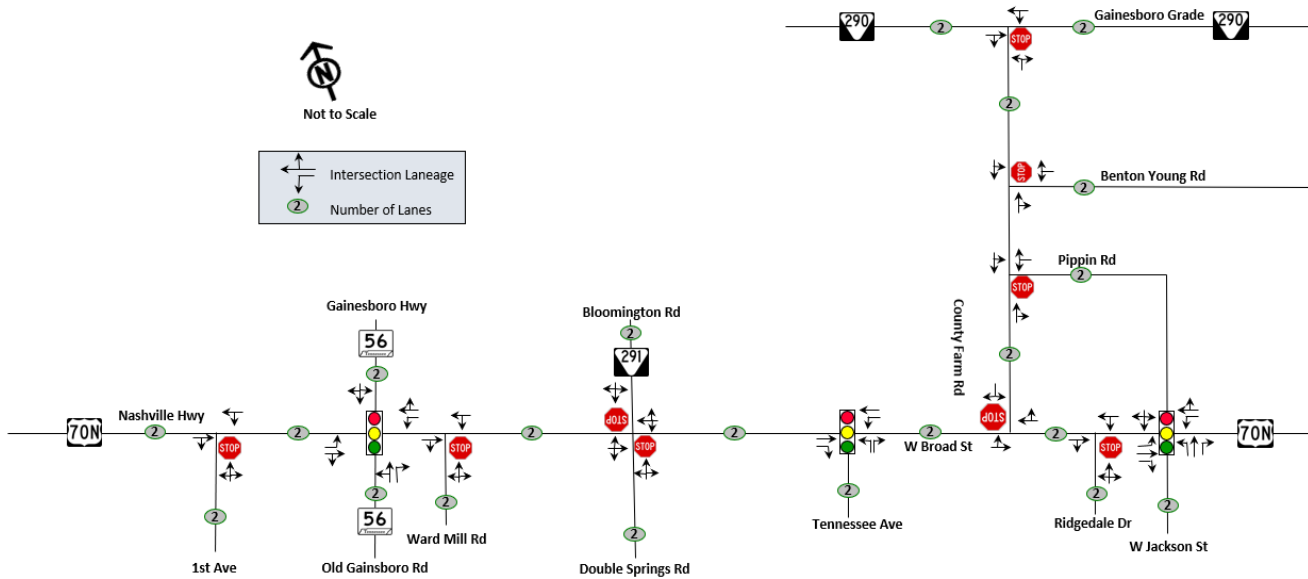 290
2
2
Gainesboro Grade
290
STOP
N
Not to Scale
2
Intersection Laneage
2
Number of Lanes
STOP
2
Benton Young Rd
Pippin Rd
2
STOP
Gainesboro Hwy
56
2
Bloomington Rd
2
291
County Farm Rd
2
STOP
Nashville Hwy
70N
2
STOP
2
STOP
2
STOP
STOP
2
W Broad St
2
2
STOP
70N
2
2
56
2
2
2
2
2
1st Ave
Old Gainsboro Rd
Ward Mill Rd
Double Springs Rd
Tennessee Ave
Ridgedale Dr
W Jackson St